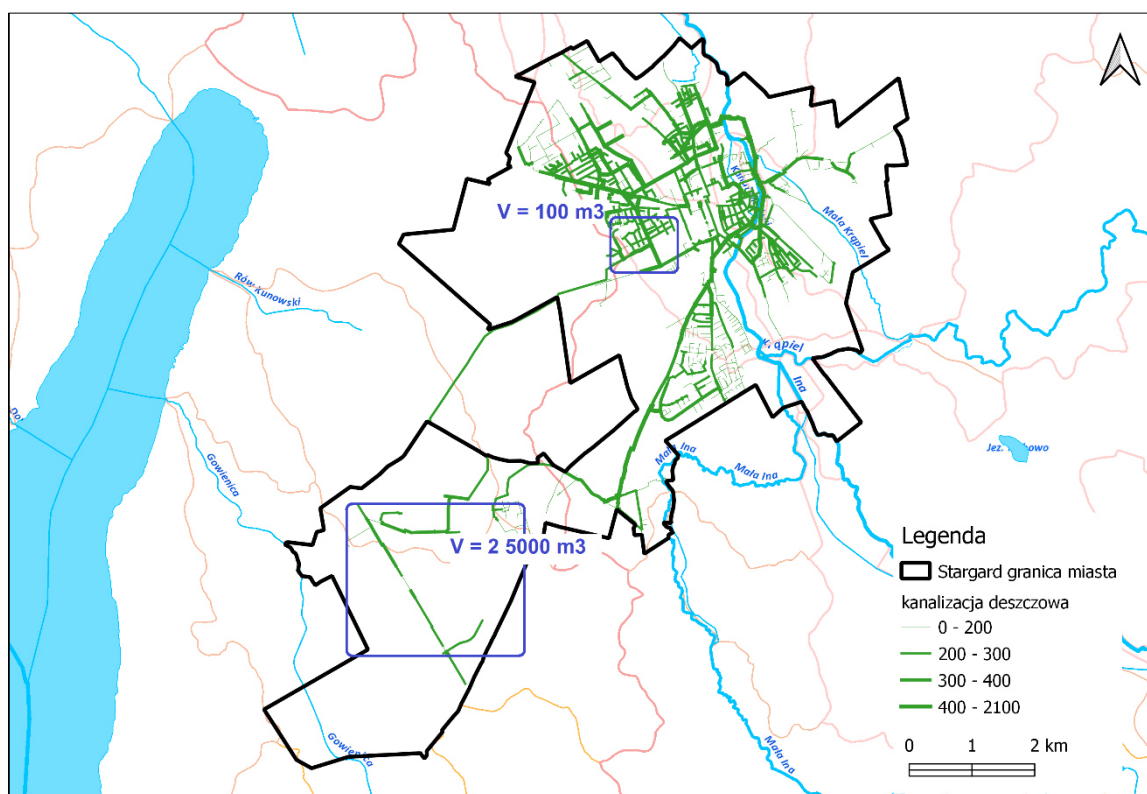 V = 100 m3
Mała Krąpiel
Rów Kunowski
Krąpiel
Ina
Gowienica
Mała Ina
Mała Ina
V = 2 5000 m3
Mała Ina
Gowienica
Legenda
Stargard granica miasta
kanalizacja deszczowa
0 - 200
200 - 300
300 - 400
400 - 2100
0 1 2 km
Jez.